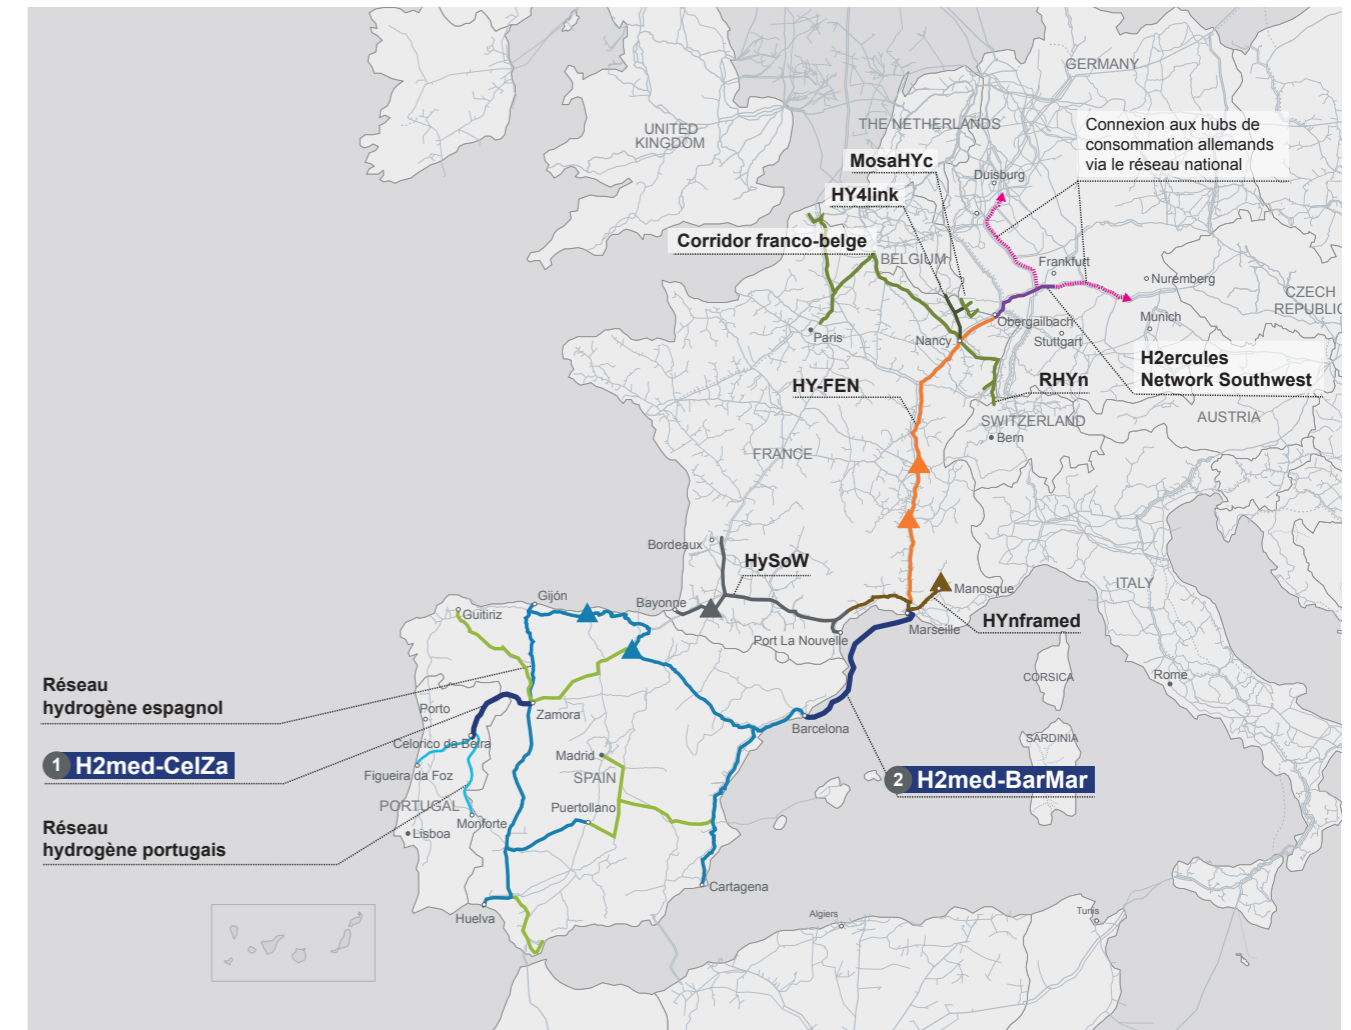 GERMANY
UNITED
KINGDOM
THE NETHERLANDS
Connexion aux hubs de
consommation allemands
via le réseau national
MosaHYc
Duisburg
HY4link
Corridor franco-belge
BELGIUM
Frankfurt
Nuremberg
CZECH
REPUBLIC
Obergailbach
Munich
Paris
Nancy
Stuttgart
H2ercules
Network Southwest
HY-FEN
RHYn
SWITZERLAND
AUSTRIA
Bern
FRANCE
Bordeaux
HySoW
ITALY
Manosque
Gijón
Bayonne
Guitiriz
Marseille
HYnframed
Port La Nouvelle
CORSICA
Rome
Réseau
hydrogène espagnol
Porto
Zamora
Barcelona
SARDINIA
Celorico da Beira
1 H2med-CelZa
Madrid
Figueira da Foz
SPAIN
2 H2med-BarMar
PORTUGAL
Puertollano
Monforte
Lisboa
Réseau
hydrogène portugais
Cartagena
Huelva
Algiers
Tunis